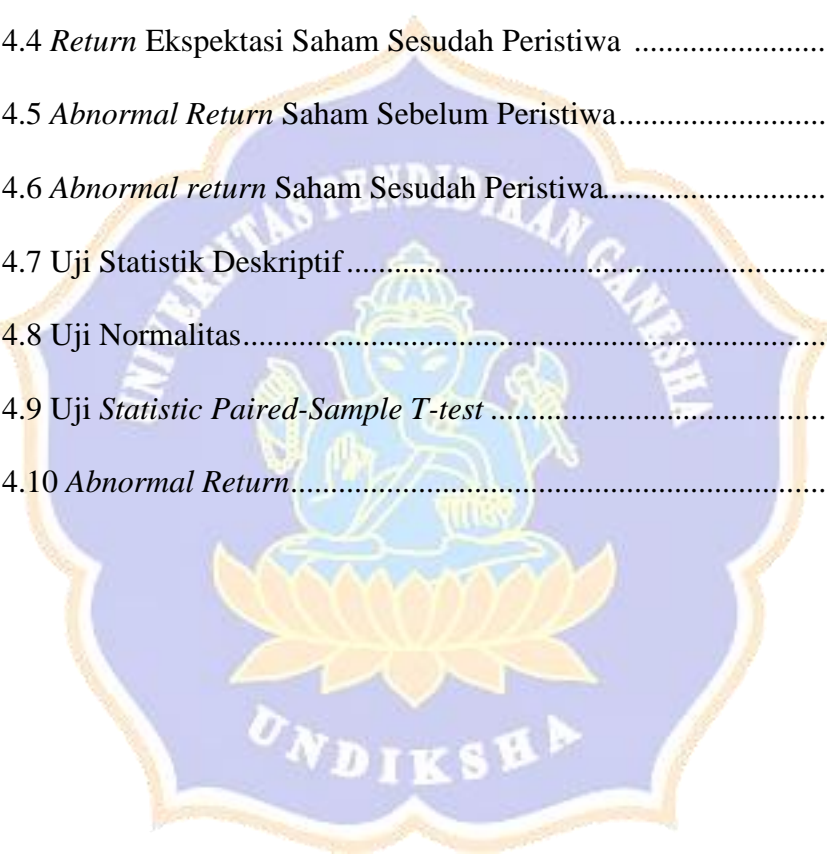 4.4 Return Ekspektasi Saham Sesudah Peristiwa ........................
4.5 Abnormal Return Saham Sebelum Peristiwa..........................
4.6 Abnormal return Saham Sesudah Peristiwa............................
4.7 Uji Statistik Deskriptif............................................................
4.8 Uji Normalitas.........................................................................
4.9 Uji Statistic Paired-Sample T-test ..........................................
4.10 Abnormal Return...................................................................
UNIVERSITAS PENDIDIKAN GANESHA
UNDIKSHA